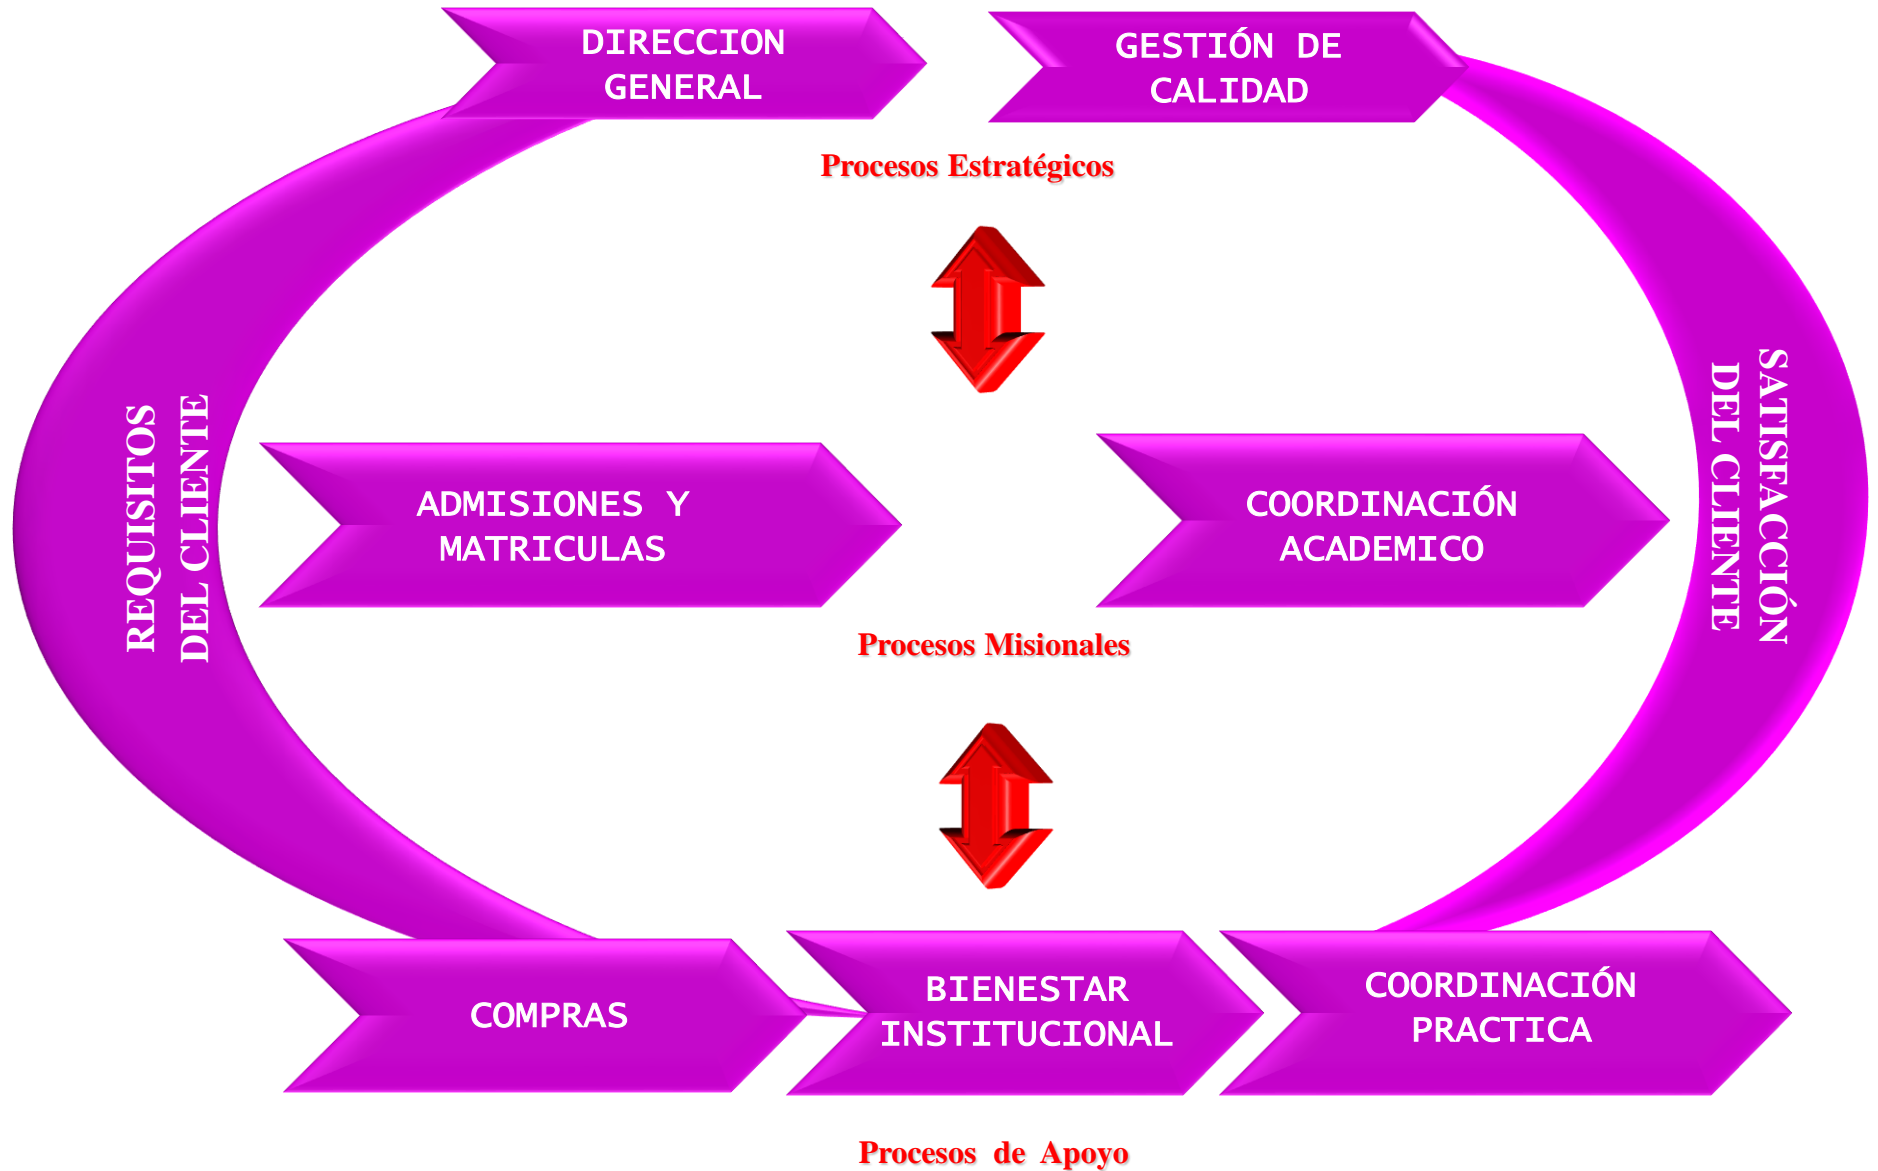 DIRECCION
GENERAL
GESTIÓN DE
CALIDAD
Procesos Estratégicos
REQUISITOS
DEL CLIENTE
ADMISIONES Y
MATRICULAS
COORDINACIÓN
ACADEMICO
SATISFACCIÓN
DEL CLIENTE
Procesos Misionales
COMPRAS
BIENESTAR
INSTITUCIONAL
COORDINACIÓN
PRACTICA
Procesos de Apoyo